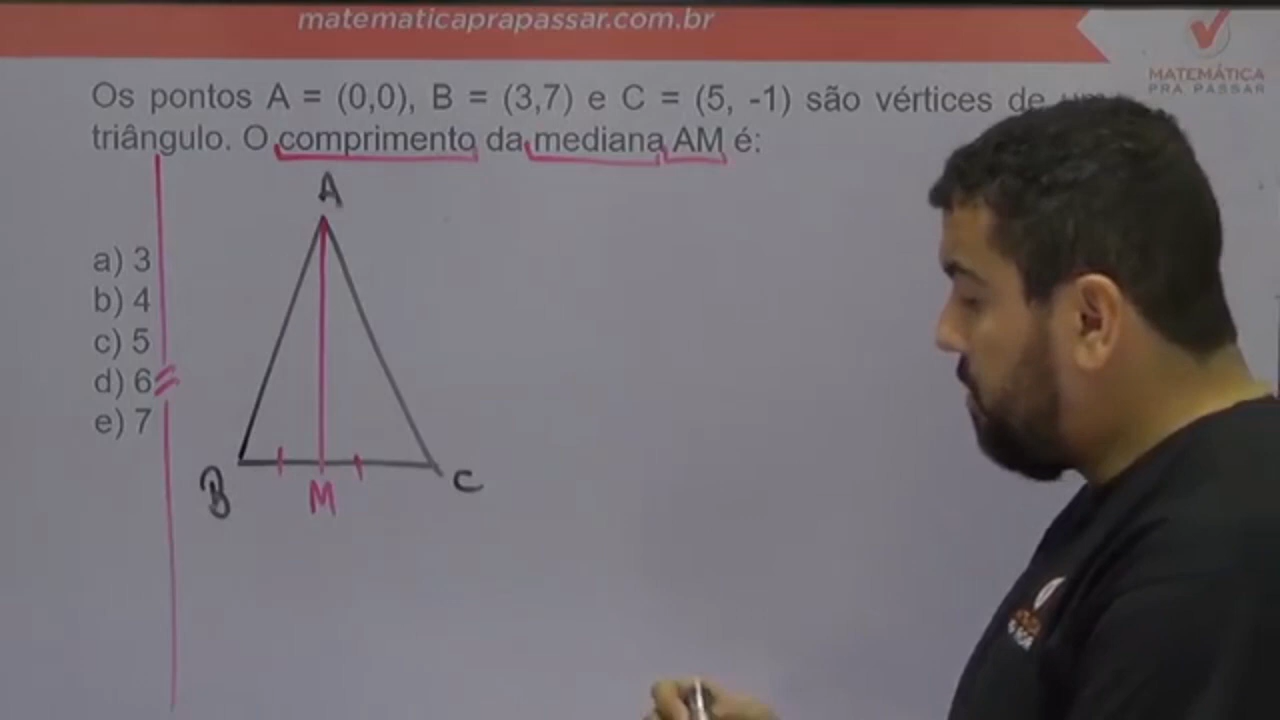 matematicaprapassar.com.br
MATEMÁTICA
PRA PASSAR
Os pontos A = (0,0), B = (3,7) e C = (5, -1) são vértices de
triângulo. O comprimento da mediana AM é:
A
a) 3
b) 4
c) 5
d) 6
e) 7
B
M
C